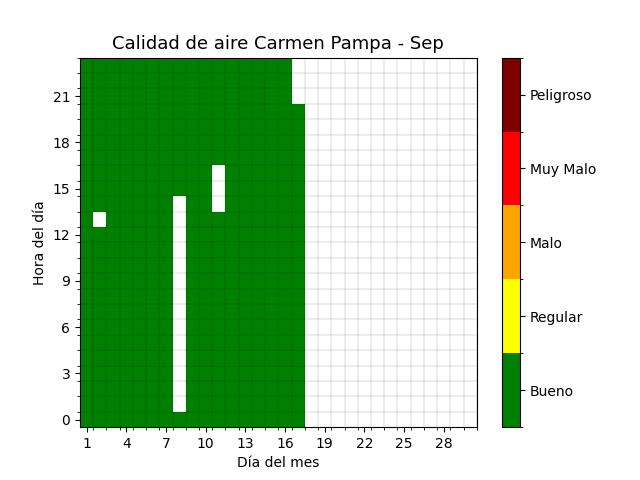 Calidad de aire Carmen Pampa - Sep
Hora del día
21
18
15
12
9
6
3
0
1 4 7 10 13 16 19 22 25 28
Día del mes
Peligroso
Muy Malo
Malo
Regular
Bueno